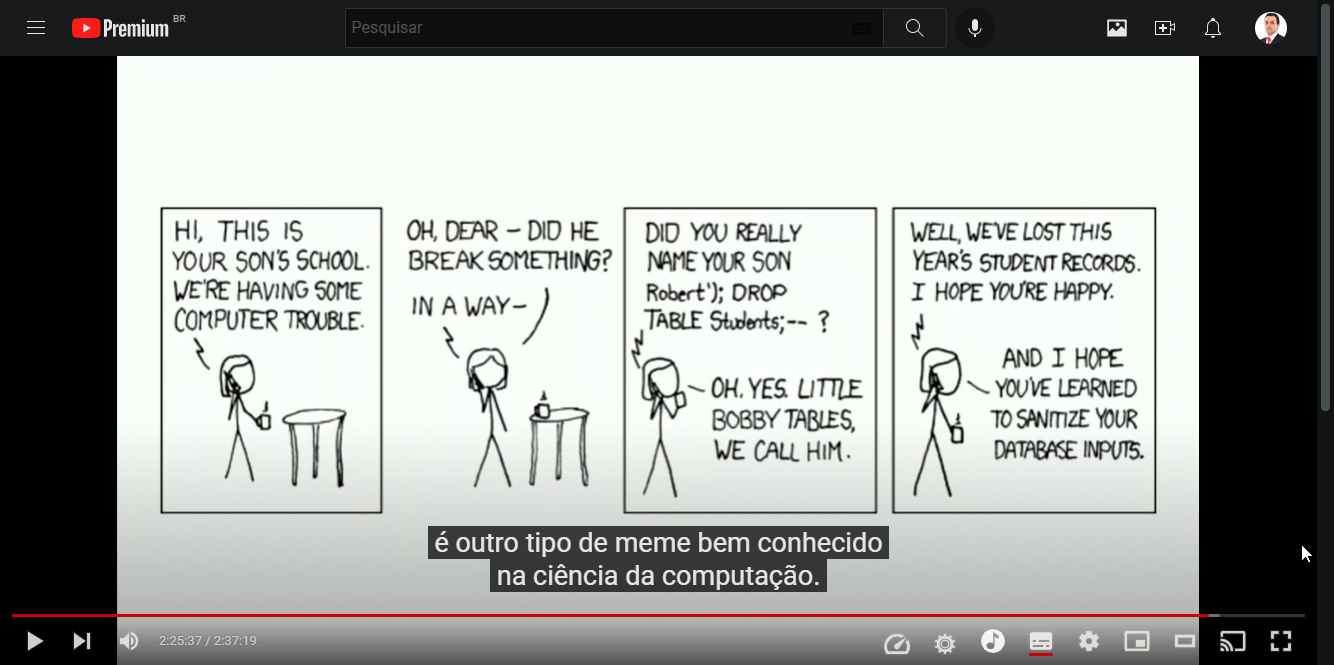 Premium BR
Pesquisar
HI, THIS IS
YOUR SON'S SCHOOL.
WE'RE HAVING SOME
COMPUTER TROUBLE.
OH, DEAR – DID HE
BREAK SOMETHING?
IN A WAY –
DID YOU REALLY
NAME YOUR SON
Robert'); DROP
TABLE Students;-- ?
OH, YES. LITTLE
BOBBY TABLES,
WE CALL HIM.
WELL, WE'VE LOST THIS
YEAR'S STUDENT RECORDS.
I HOPE YOU'RE HAPPY.
AND I HOPE
YOU'VE LEARNED
TO SANITIZE YOUR
DATABASE INPUTS.
é outro tipo de meme bem conhecido
na ciência da computação.
2:25:37 / 2:37:19